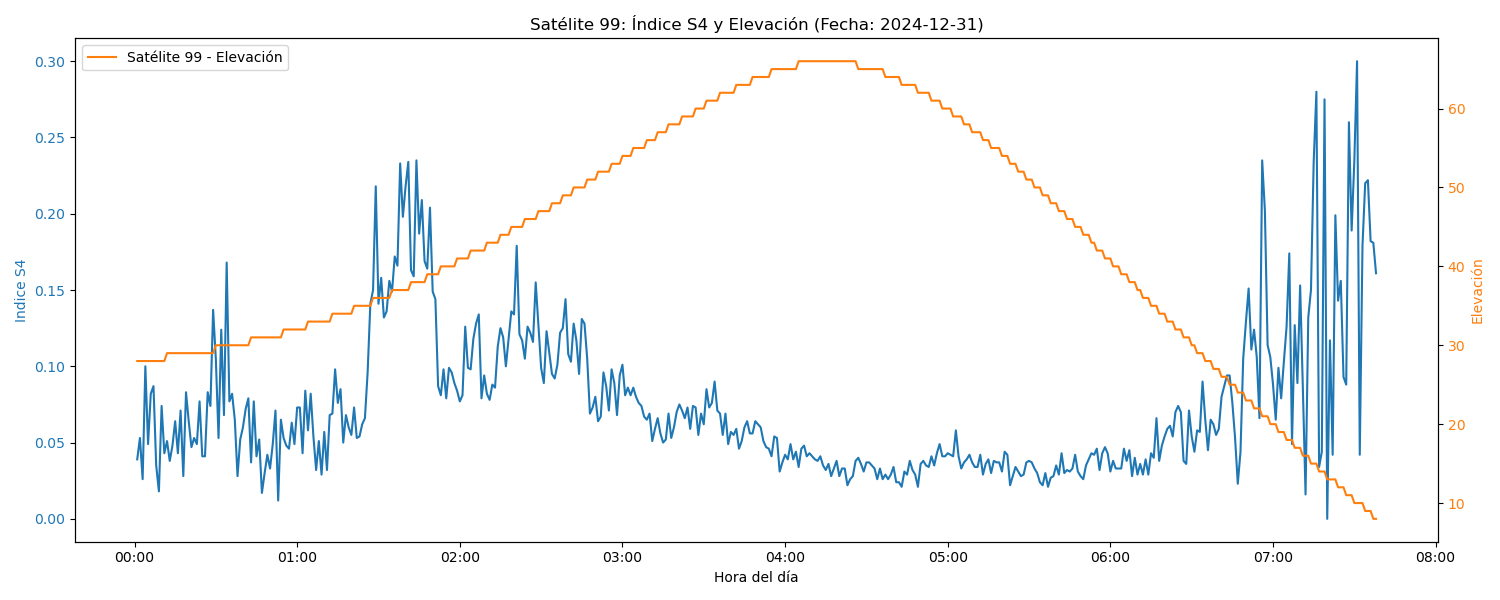 Satélite 99: Índice S4 y Elevación (Fecha: 2024-12-31)
Satélite 99 - Elevación
0.30
0.25
0.20
0.15
0.10
0.05
0.00
Indice S4
60
50
40
30
20
10
Elevación
00:00 01:00 02:00 03:00 04:00 05:00 06:00 07:00 08:00
Hora del día